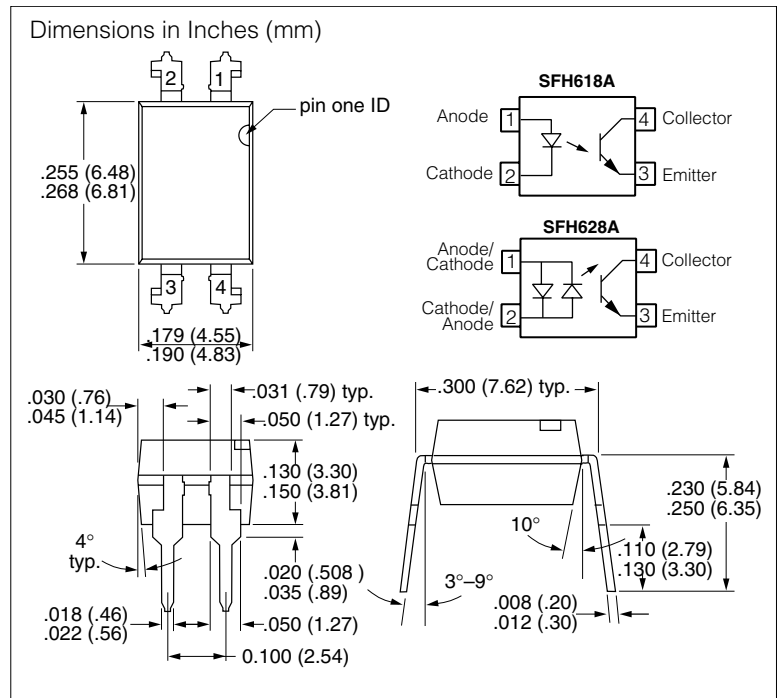 Dimensions in Inches (mm)
2
1
pin one ID
.255 (6.48)
.268 (6.81)
3
4
.179 (4.55)
.190 (4.83)
SFH618A
Anode
1
4
Collector
Cathode
2
3
Emitter
SFH628A
Anode/
Cathode
1
4
Collector
Cathode/
Anode
2
3
Emitter
.030 (.76)
.045 (1.14)
.031 (.79) typ.
.050 (1.27) typ.
.130 (3.30)
.150 (3.81)
4°
typ.
.020 (.508 )
.035 (.89)
.018 (.46)
.022 (.56)
.050 (1.27)
0.100 (2.54)
.300 (7.62) typ.
.230 (5.84)
.250 (6.35)
10°
.110 (2.79)
.130 (3.30)
3°–9°
.008 (.20)
.012 (.30)